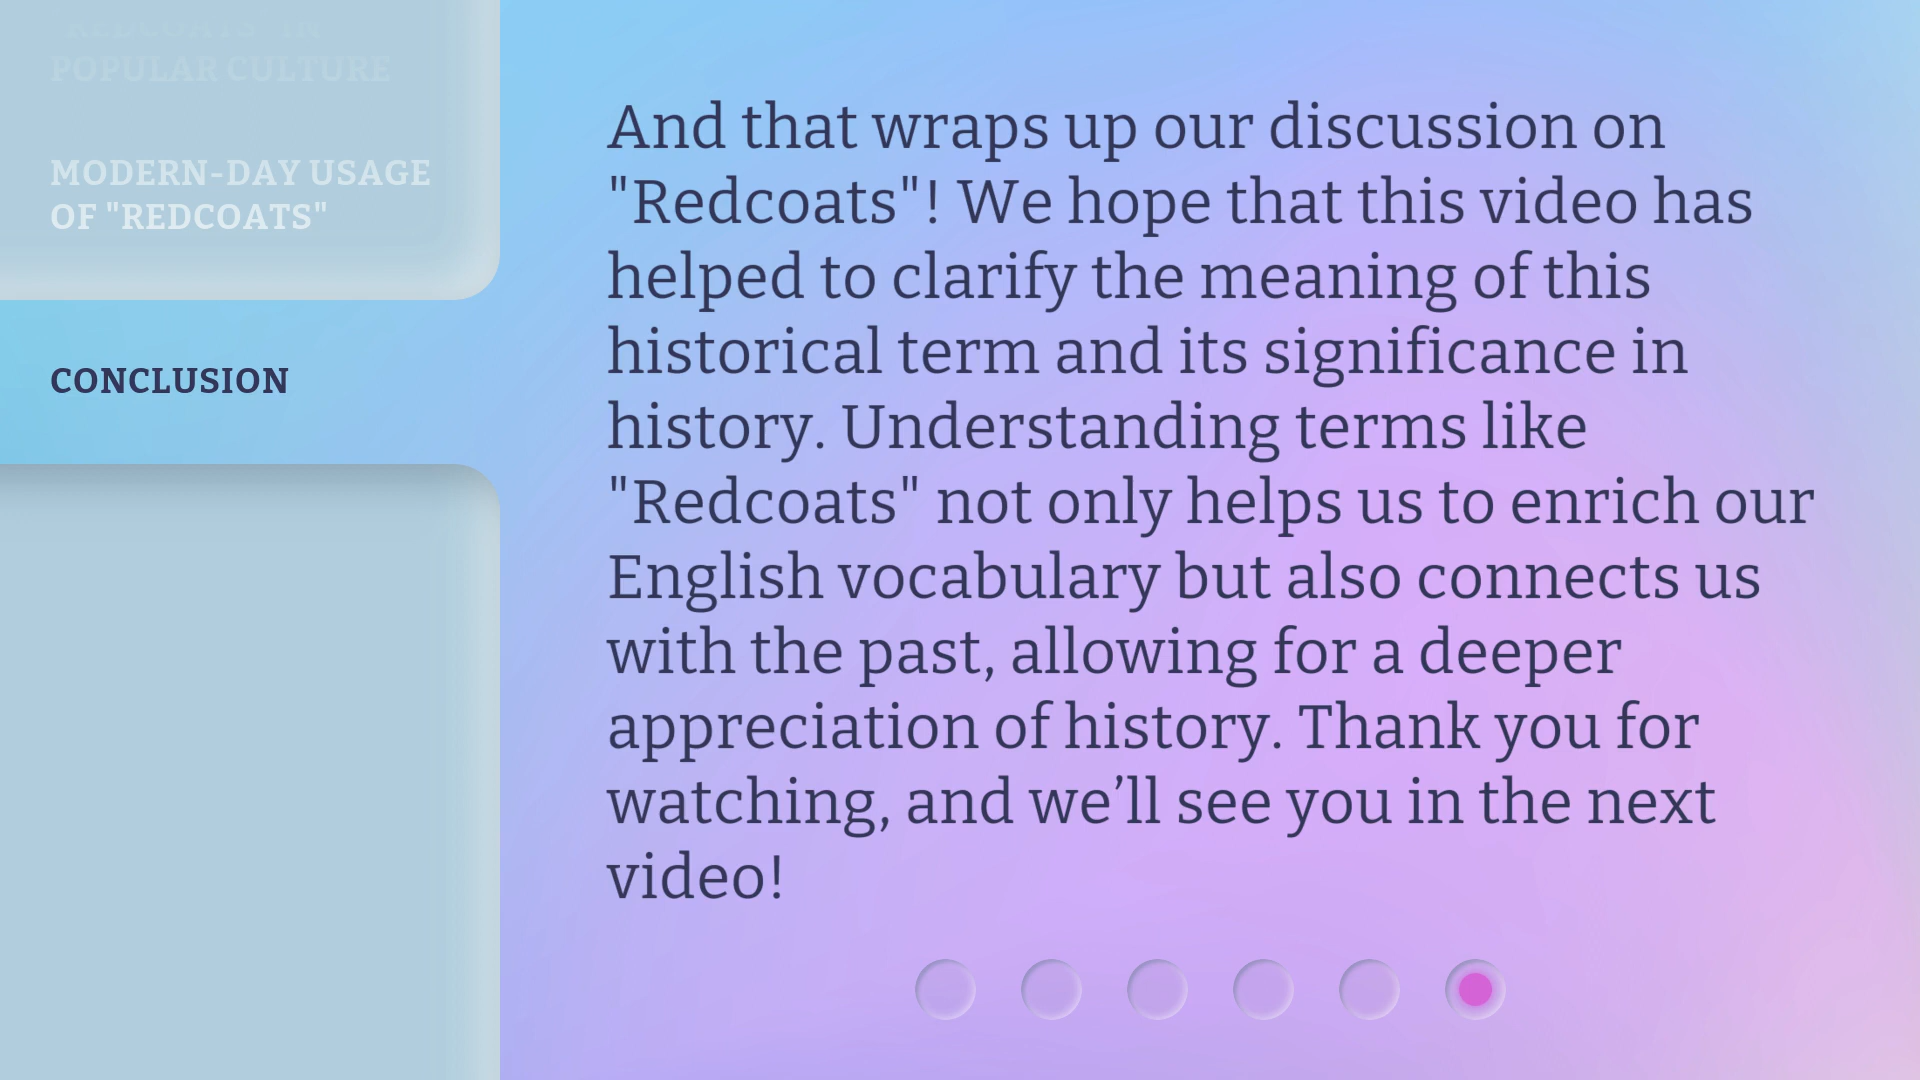 "REDCOATS" IN
POPULAR CULTURE
MODERN-DAY USAGE
OF "REDCOATS"
CONCLUSION
And that wraps up our discussion on
"Redcoats"! We hope that this video has
helped to clarify the meaning of this
historical term and its significance in
history. Understanding terms like
"Redcoats" not only helps us to enrich our
English vocabulary but also connects us
with the past, allowing for a deeper
appreciation of history. Thank you for
watching, and we’ll see you in the next
video!